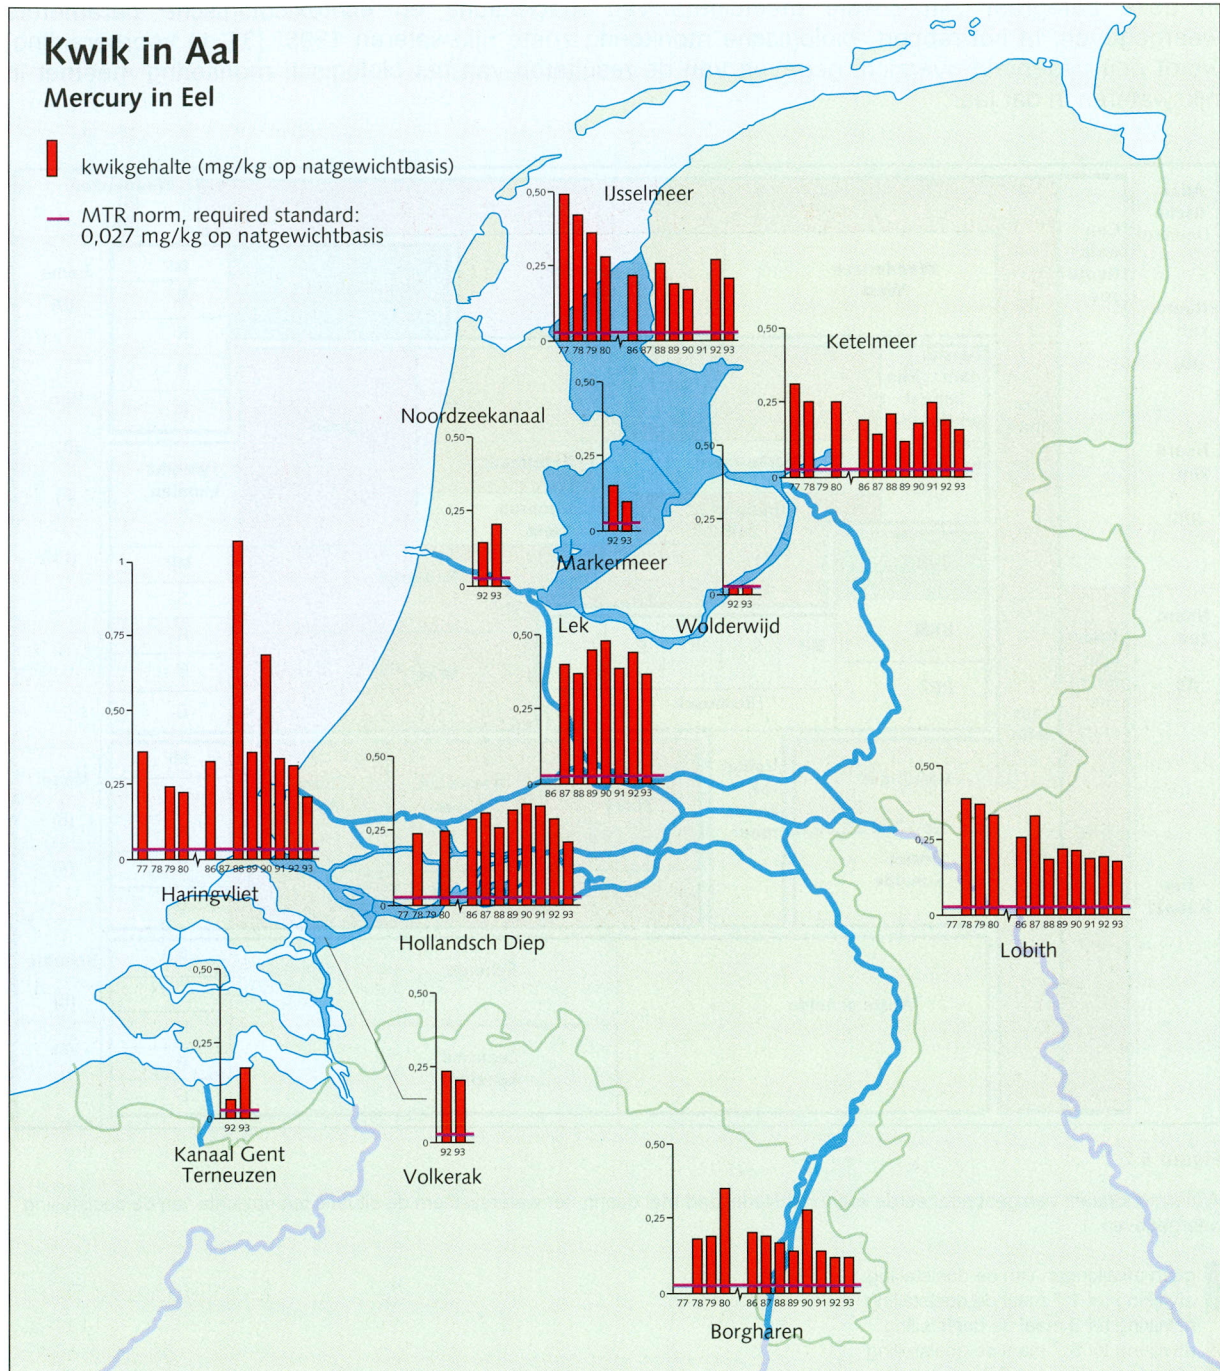 Kwik in Aal
Mercury in Eel
kwikgehalte (mg/kg op natgewichtbasis)
MTR norm, required standard:
0,027 mg/kg op natgewichtbasis
IJsselmeer
0,50
0,25
0
77 78 79 80 86 87 88 89 90 91 92 93
Ketelmeer
0,50
0,25
0
77 78 79 80 86 87 88 89 90 91 92 93
Noordzeekanaal
0,50
0,25
0
92 93
0,50
0,25
0
92 93
Markermeer
0,50
0,25
0
92 93
Wolderwijd
Lek
0,50
0,25
0
86 87 88 89 90 91 92 93
1
0,75
0,50
0,25
0
77 78 79 80 86 87 88 89 90 91 92 93
Haringvliet
0,50
0,25
0
77 78 79 80 86 87 88 89 90 91 92 93
Hollandsch Diep
0,50
0,25
0
77 78 79 80 86 87 88 89 90 91 92 93
Lobith
0,50
0,25
0
92 93
Kanaal Gent
Terneuzen
0,50
0,25
0
92 93
Volkerak
0,50
0,25
0
77 78 79 80 86 87 88 89 90 91 92 93
Borgharen